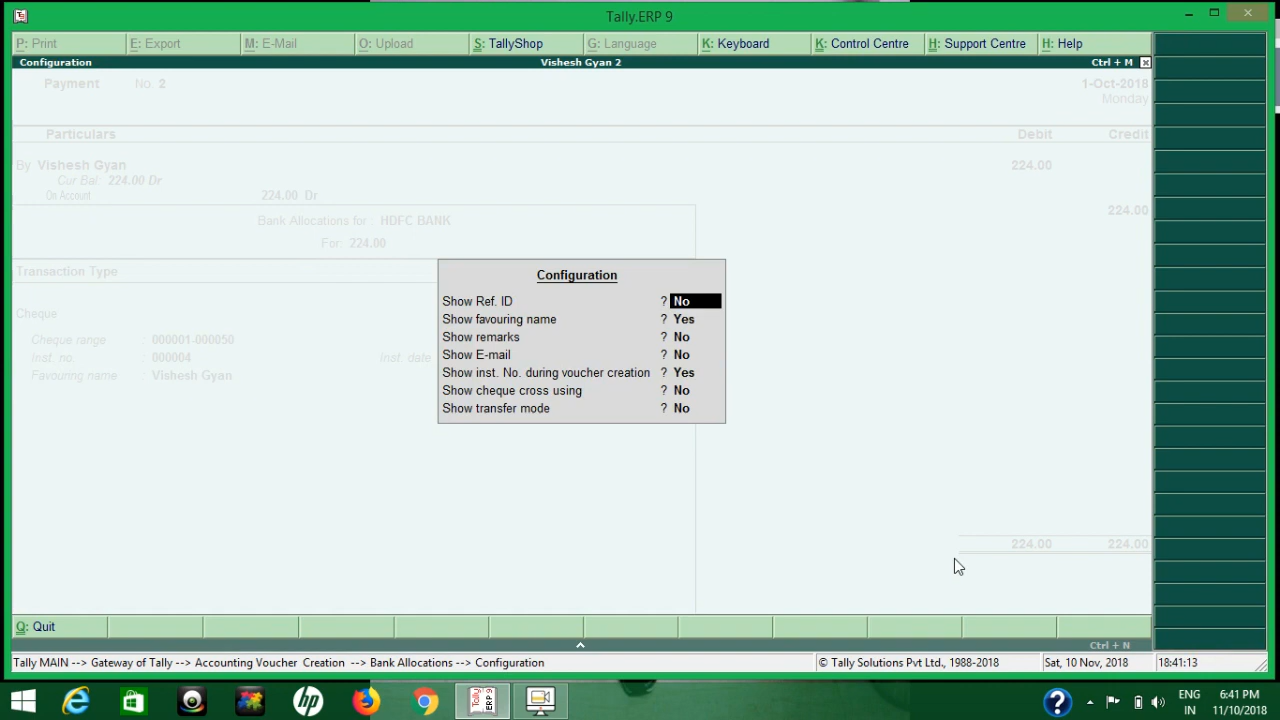 Tally.ERP 9
P: Print E: Export M: E-Mail O: Upload S: TallyShop G: Language K: Keyboard K: Control Centre H: Support Centre H: Help
Configuration Vishesh Gyan 2 Ctrl + M
Payment No. 2 1-Oct-2018
Monday
Particulars Debit Credit
By Vishesh Gyan 224.00
Cur Bal: 224.00 Dr
On Account 224.00 Dr
224.00
Bank Allocations for : HDFC BANK
For: 224.00
Transaction Type
Configuration
Show Ref. ID ? No
Show favouring name ? Yes
Show remarks ? No
Show E-mail ? No
Show inst. No. during voucher creation ? Yes
Show cheque cross using ? No
Show transfer mode ? No
Cheque
Cheque range : 000001-000050
Inst. no. : 000004 Inst. date
Favouring name : Vishesh Gyan
224.00 224.00
Q: Quit
Ctrl + N
Tally MAIN --> Gateway of Tally --> Accounting Voucher Creation --> Bank Allocations --> Configuration © Tally Solutions Pvt Ltd., 1988-2018 Sat, 10 Nov, 2018 18:41:13
hp ERP 9 ? ENG 6:41 PM
IN 11/10/2018